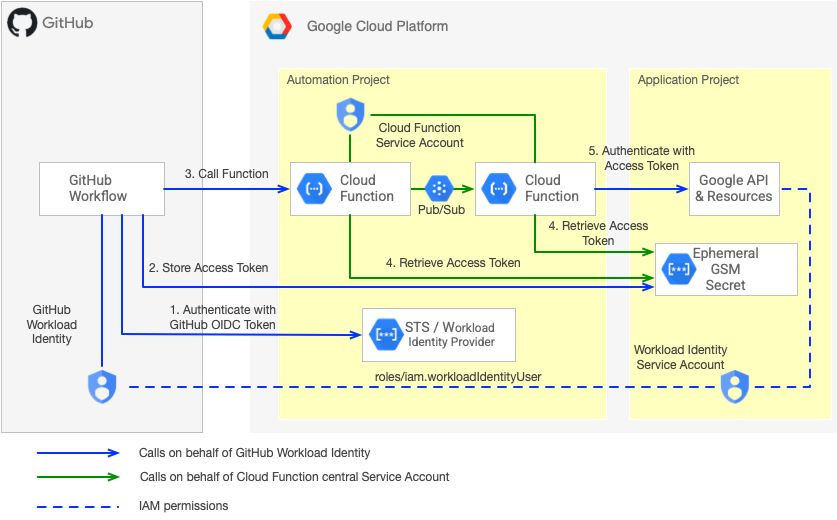 GitHub
Google Cloud Platform
Automation Project
Application Project
Cloud Function
Service Account
3. Call Function
5. Authenticate with
Access Token
GitHub
Workflow
Cloud
Function
Pub/Sub
Cloud
Function
Google API
& Resources
4. Retrieve Access
Token
2. Store Access Token
4. Retrieve Access Token
Ephemeral
GSM
Secret
GitHub
Workload
Identity
1. Authenticate with
GitHub OIDC Token
STS / Workload
Identity Provider
Workload Identity
Service Account
roles/iam.workloadIdentityUser
Calls on behalf of GitHub Workload Identity
Calls on behalf of Cloud Function central Service Account
IAM permissions